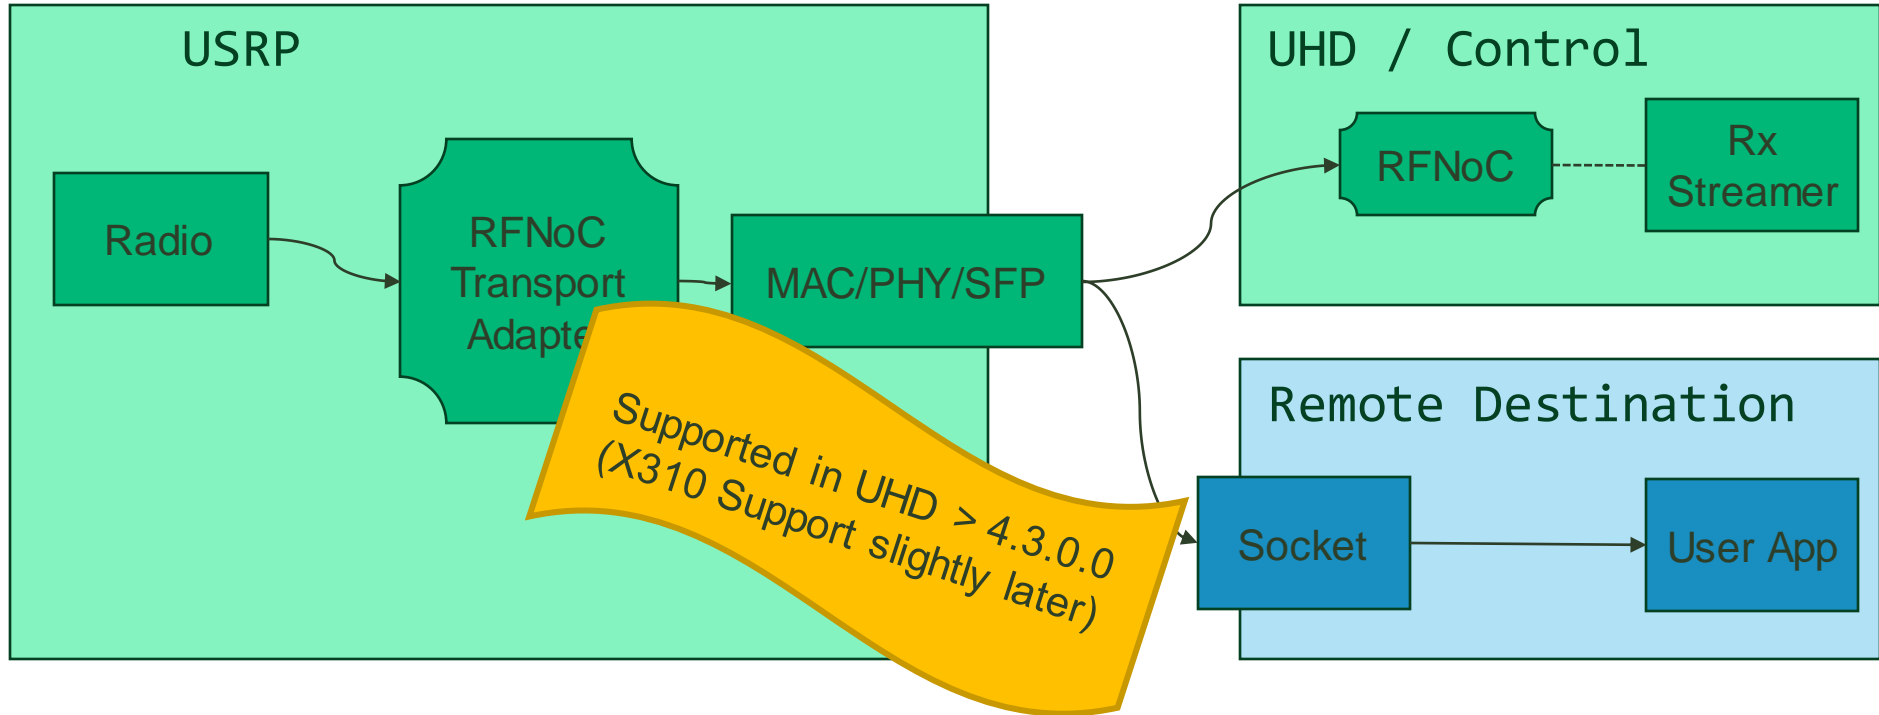 USRP
Radio
RFNoC
Transport
Adapte
MAC/PHY/SFP
Supported in UHD > 4.3.0.0
(X310 Support slightly later)
UHD / Control
RFNoC
Rx
Streamer
Remote Destination
Socket
User App